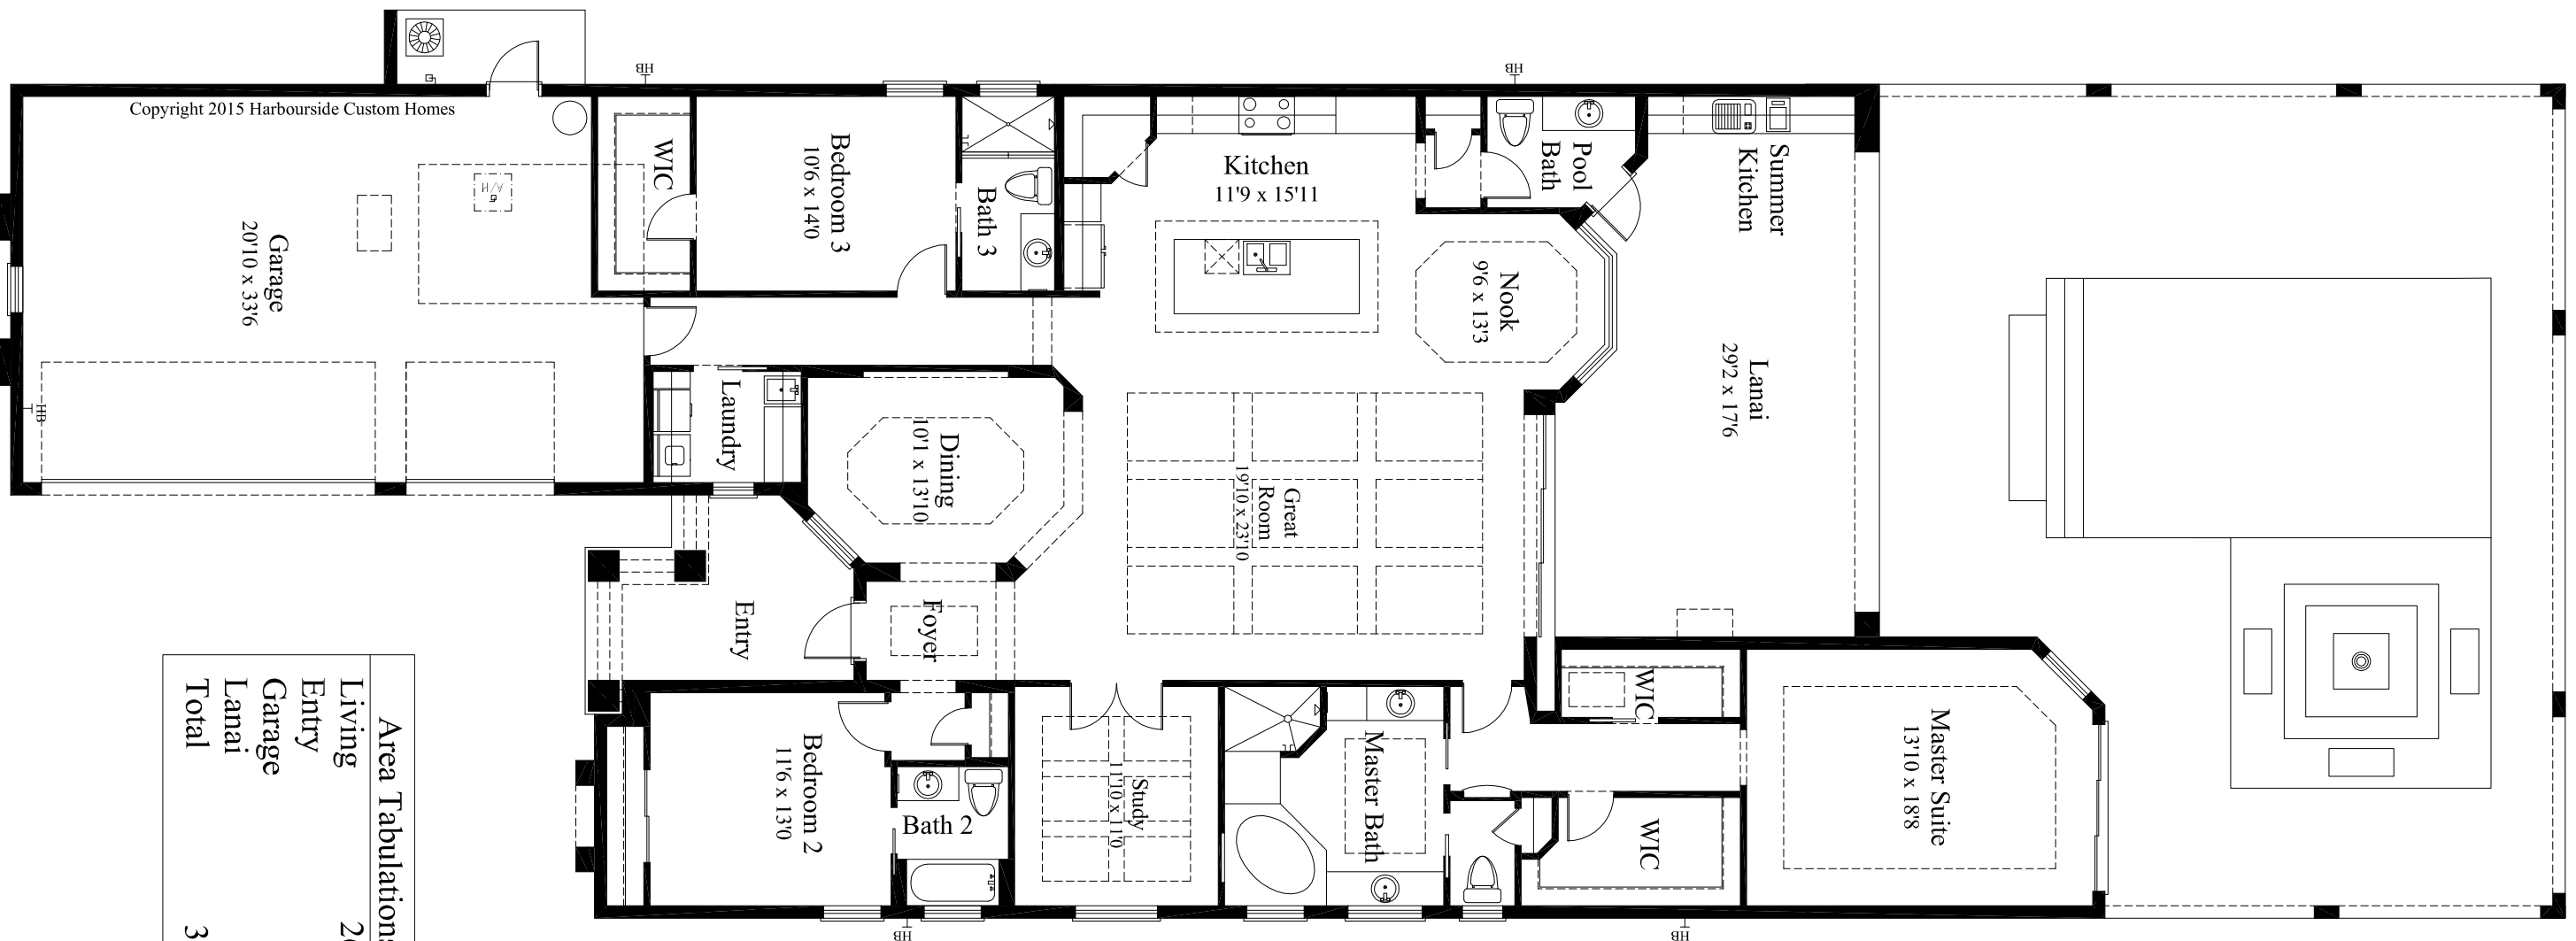 HB
HB
Copyright 2015 Harbourside Custom Homes
WIC
Bedroom 3
10'6 x 14'0
Bath 3
Kitchen
11'9 x 15'11
Pool
Bath
Summer
Kitchen
A/H
Garage
20'10 x 33'6
Nook
9'6 x 13'3
Lanai
29'2 x 17'6
HB
Laundry
Dining
10'1 x 13'10
Great
Room
19'10 x 23'10
Entry
Foyer
WIC
Master Suite
13'10 x 18'8
Bedroom 2
11'6 x 13'0
Bath 2
Study
11'10 x 11'0
Master Bath
WIC
HB
HB
Area Tabulations
Living
Entry
Garage
Lanai
Total 3